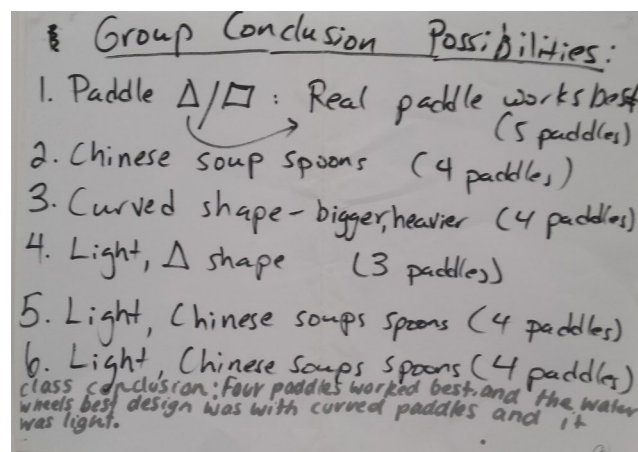 Group Conclusion Possibilities:
1. Paddle Δ/▱: Real paddle works best
(5 paddles)
2. Chinese soup spoons (4 paddles)
3. Curved shape - bigger, heavier (4 paddles)
4. Light, Δ shape (3 paddles)
5. Light, Chinese soups spoons (4 paddles)
6. Light, Chinese soups spoons (4 paddles)
class conclusion: Four paddles worked best. and the water
wheels best design was with curved paddles and it
was light.